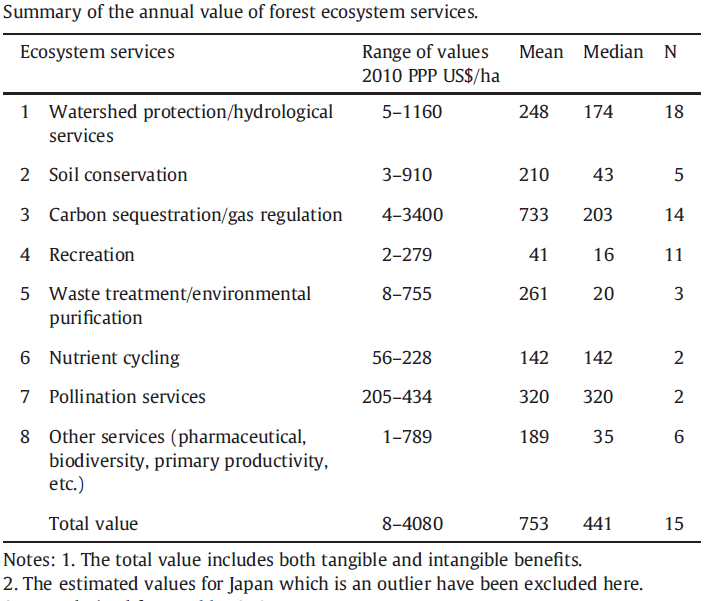 Summary of the annual value of forest ecosystem services.
Ecosystem services Range of values Mean Median N
2010 PPP US$/ha
1 Watershed protection/hydrological 5–1160 248 174 18
services
2 Soil conservation 3–910 210 43 5
3 Carbon sequestration/gas regulation 4–3400 733 203 14
4 Recreation 2–279 41 16 11
5 Waste treatment/environmental 8–755 261 20 3
purification
6 Nutrient cycling 56–228 142 142 2
7 Pollination services 205–434 320 320 2
8 Other services (pharmaceutical, 1–789 189 35 6
biodiversity, primary productivity,
etc.)
Total value 8–4080 753 441 15
Notes: 1. The total value includes both tangible and intangible benefits.
2. The estimated values for Japan which is an outlier have been excluded here.